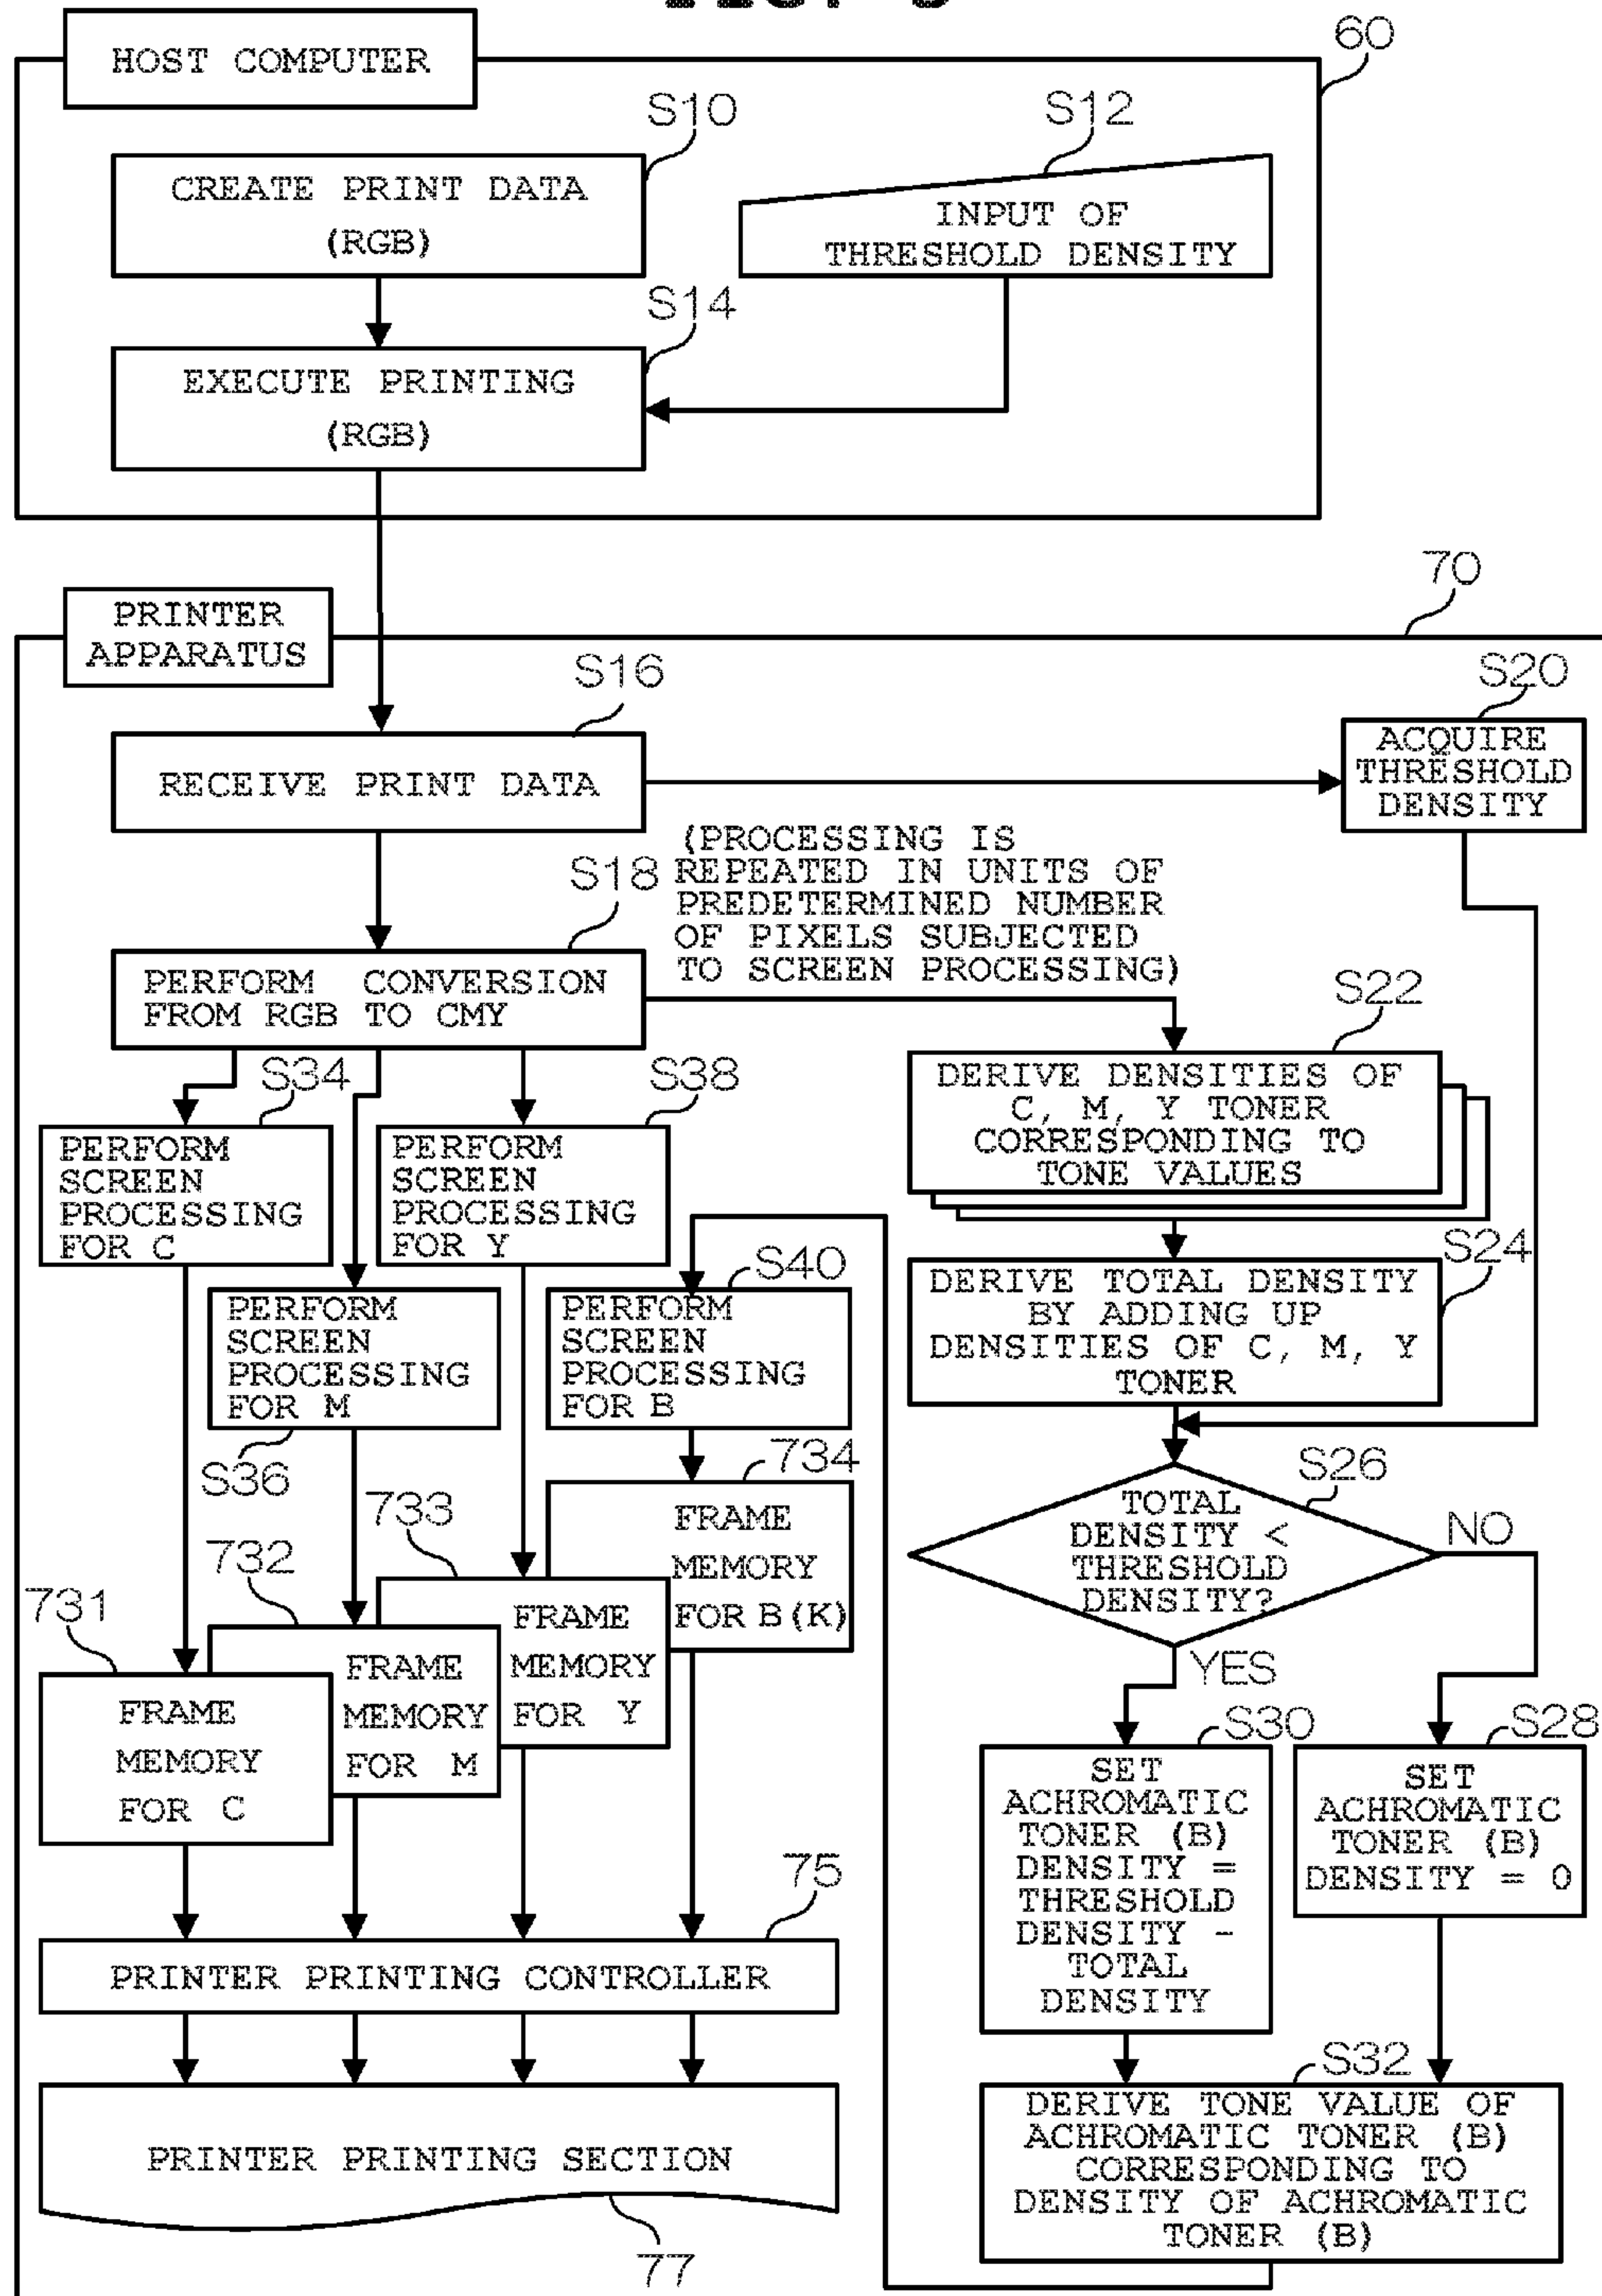 HOST COMPUTER
60
S10
S12
CREATE PRINT DATA
(RGB)
INPUT OF
THRESHOLD DENSITY
S14
EXECUTE PRINTING
(RGB)
70
PRINTER
APPARATUS
S16
S20
RECEIVE PRINT DATA
ACQUIRE
THRESHOLD
DENSITY
(PROCESSING IS
REPEATED IN UNITS OF
PREDETERMINED NUMBER
OF PIXELS SUBJECTED
TO SCREEN PROCESSING)
S18
PERFORM CONVERSION
FROM RGB TO CMY
S22
DERIVE DENSITIES OF
C, M, Y TONER
CORRESPONDING TO
TONE VALUES
S34
S38
PERFORM
SCREEN
PROCESSING
FOR C
PERFORM
SCREEN
PROCESSING
FOR Y
S24
DERIVE TOTAL DENSITY
BY ADDING UP
DENSITIES OF C, M, Y
TONER
S40
PERFORM
SCREEN
PROCESSING
FOR M
PERFORM
SCREEN
PROCESSING
FOR B
S36
734
S26
TOTAL
DENSITY <
THRESHOLD
DENSITY?
NO
YES
733
FRAME
MEMORY
FOR B(K)
732
FRAME
MEMORY
FOR Y
731
FRAME
MEMORY
FOR M
FRAME
MEMORY
FOR C
S30
S28
SET
ACHROMATIC
TONER (B)
DENSITY =
THRESHOLD
DENSITY -
TOTAL
DENSITY
SET
ACHROMATIC
TONER (B)
DENSITY = 0
75
PRINTER PRINTING CONTROLLER
S32
DERIVE TONE VALUE OF
ACHROMATIC TONER (B)
CORRESPONDING TO
DENSITY OF ACHROMATIC
TONER (B)
PRINTER PRINTING SECTION
77